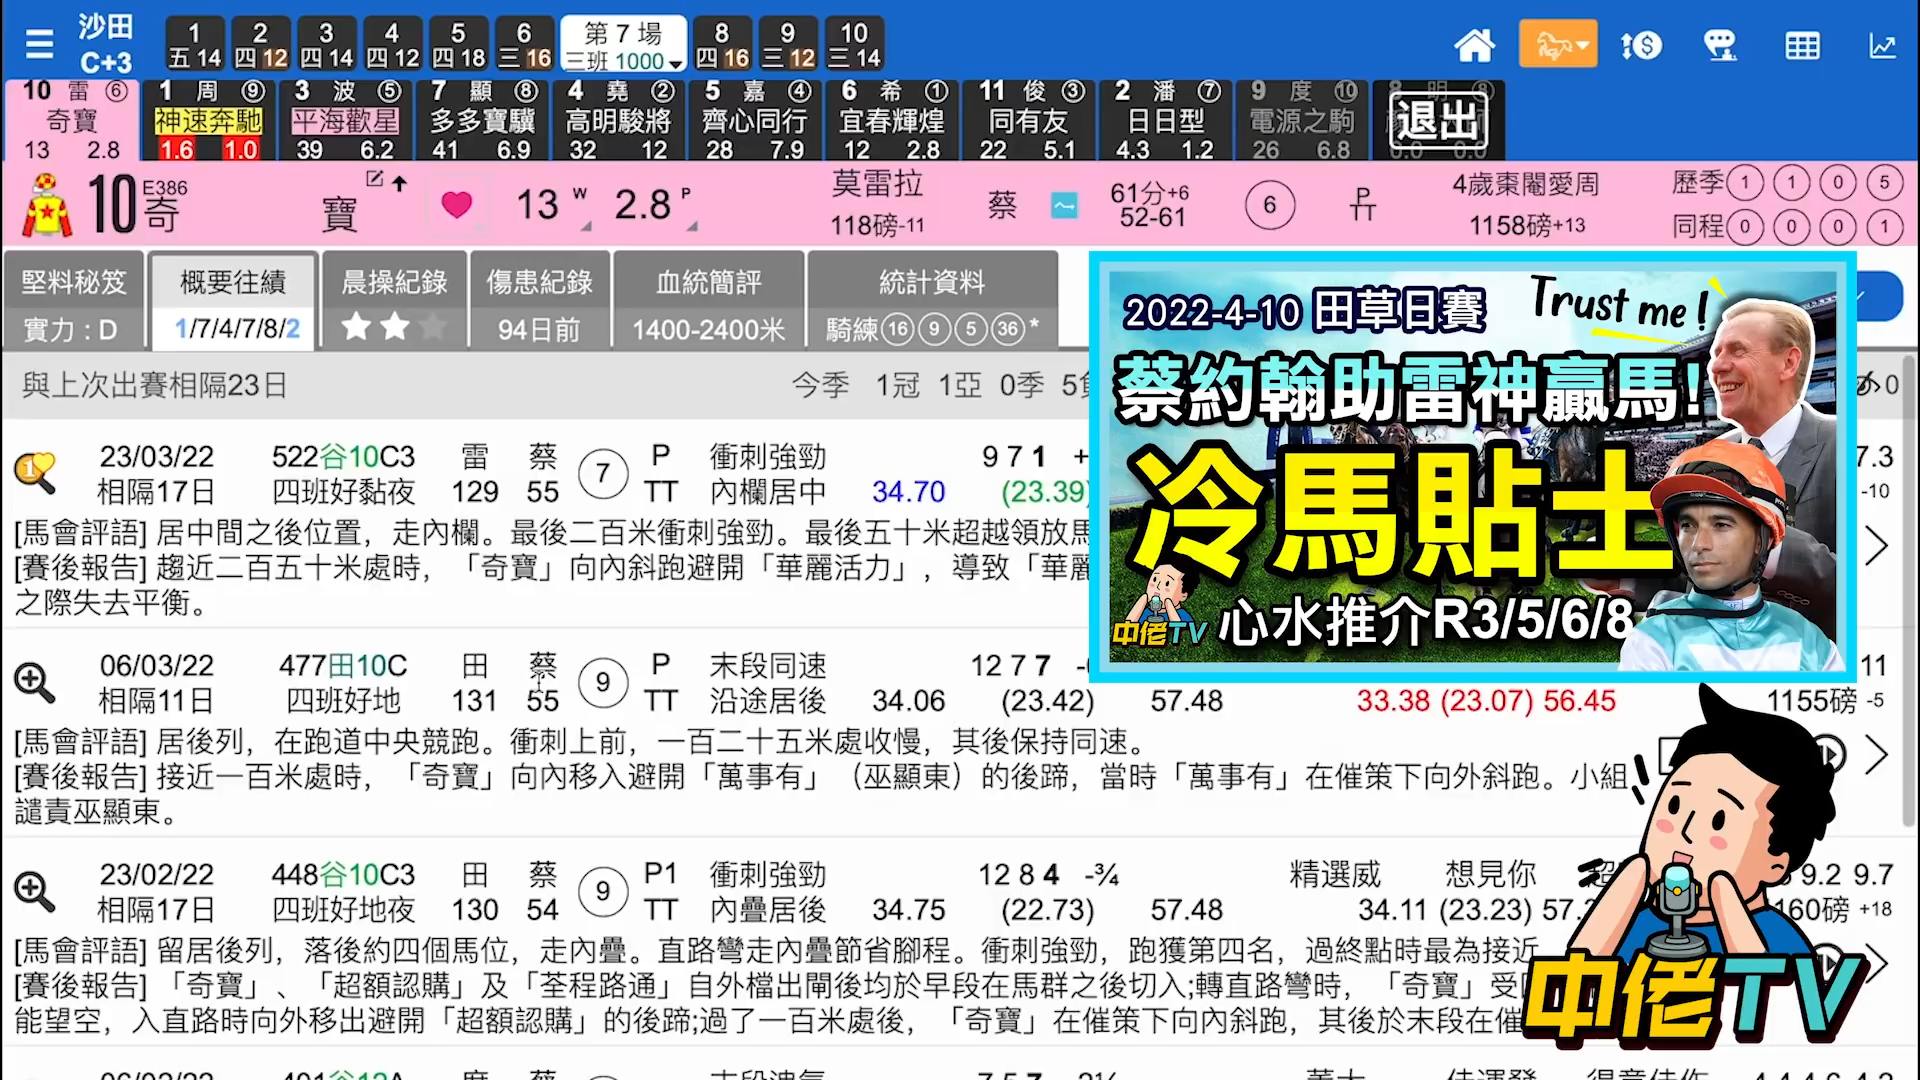 沙田
C+3
1 五 14
2 四 12
3 四 14
4 四 12
5 四 18
6 三 16
第 7 場 三班 1000
8 四 16
9 三 12
10 三 14
10 雷 ⑥ 奇寶 13 2.8
1 周 ⑨ 神速奔馳 1.6 1.0
3 波 ⑤ 平海歡星 39 6.2
7 顯 ⑧ 多多寶驥 41 6.9
4 堯 ② 高明駿將 32 12
5 嘉 ④ 齊心同行 28 7.9
6 希 ① 宜春輝煌 12 2.8
11 俊 ③ 同有友 22 5.1
2 潘 ⑦ 日日型 4.3 1.2
9 度 ⑩ 電源之駒 26 6.8
退出
10 E386 奇 寶
13 W 2.8 P
莫雷拉
118磅-11
蔡
61分+6
52-61
6
P
TT
4歲棗閹愛周
1158磅+13
歷季 1 1 0 5
同程 0 0 0 1
堅料秘笈
實力 : D
概要往績
1/7/4/7/8/2
晨操紀錄
傷患紀錄
94日前
血統簡評
1400-2400米
統計資料
騎練 16 9 5 36 *
與上次出賽相隔23日
今季 1冠 1亞 0季
23/03/22 522谷10C3 雷 蔡 7 P 衝刺強勁 9 7 1 +
相隔17日 四班好黏夜 129 55 TT 內欄居中 34.70 (23.39) -10
[馬會評語] 居中間之後位置，走內欄。最後二百米衝刺強勁。最後五十米超越領放馬
[賽後報告] 趨近二百五十米處時，「奇寶」向內斜跑避開「華麗活力」，導致「華麗
之際失去平衡。
06/03/22 477田10C 田 蔡 9 P 末段同速 12 7 7 11
相隔11日 四班好地 131 55 TT 沿途居後 34.06 (23.42) 57.48 33.38 (23.07) 56.45 1155磅 -5
[馬會評語] 居後列，在跑道中央競跑。衝刺上前，一百二十五米處收慢，其後保持同速。
[賽後報告] 接近一百米處時，「奇寶」向內移入避開「萬事有」（巫顯東）的後蹄，當時「萬事有」在催策下向外斜跑。小組
譴責巫顯東。
23/02/22 448谷10C3 田 蔡 9 P1 衝刺強勁 12 8 4 -¾ 精選威 想見你 9.2 9.7
相隔17日 四班好地夜 130 54 TT 內疊居後 34.75 (22.73) 57.48 34.11 (23.23) +18
[馬會評語] 留居後列，落後約四個馬位，走內疊。直路彎走內疊節省腳程。衝刺強勁，跑獲第四名，過終點時最為接近
[賽後報告] 「奇寶」、「超額認購」及「荃程路通」自外檔出閘後均於早段在馬群之後切入;轉直路彎時，「奇寶」受
能望空，入直路時向外移出避開「超額認購」的後蹄;過了一百米處後，「奇寶」在催策下向內斜跑，其後於末段在催
2022-4-10 田草日賽
Trust me!
蔡約翰助雷神贏馬!
冷馬貼士
中佬TV
心水推介R3/5/6/8
中佬TV